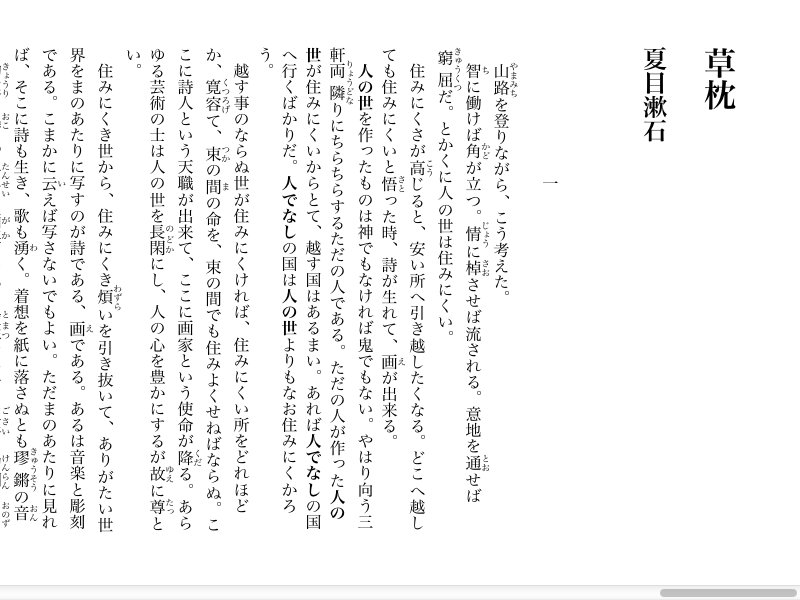 草枕
夏目漱石
一
山路を登りながら、こう考えた。
智に働けば角が立つ。情に棹させば流される。意地を通せば
窮屈だ。とかくに人の世は住みにくい。
住みにくさが高じると、安い所へ引き越したくなる。どこへ越し
ても住みにくいと悟った時、詩が生れて、画が出来る。
人の世を作ったものは神でもなければ鬼でもない。やはり向う三
軒両隣りにちらちらするただの人である。ただの人が作った人の
世が住みにくいからとて、越す国はあるまい。あれば人でなしの国
へ行くばかりだ。人でなしの国は人の世よりもなお住みにくかろ
う。
越す事のならぬ世が住みにくければ、住みにくい所をどれほど
か、寛容て、束の間の命を、束の間でも住みよくせねばならぬ。こ
こに詩人という天職が出来て、ここに画家という使命が降る。あら
ゆる芸術の士は人の世を長閑にし、人の心を豊かにするが故に尊と
い。
住みにくき世から、住みにくき煩いを引き抜いて、ありがたい世
界をまのあたりに写すのが詩である、画である。あるは音楽と彫刻
である。こまかに云えば写さないでもよい。ただまのあたりに見れ
ば、そこに詩も生き、歌も湧く。着想を紙に落さぬとも璆鏘の音